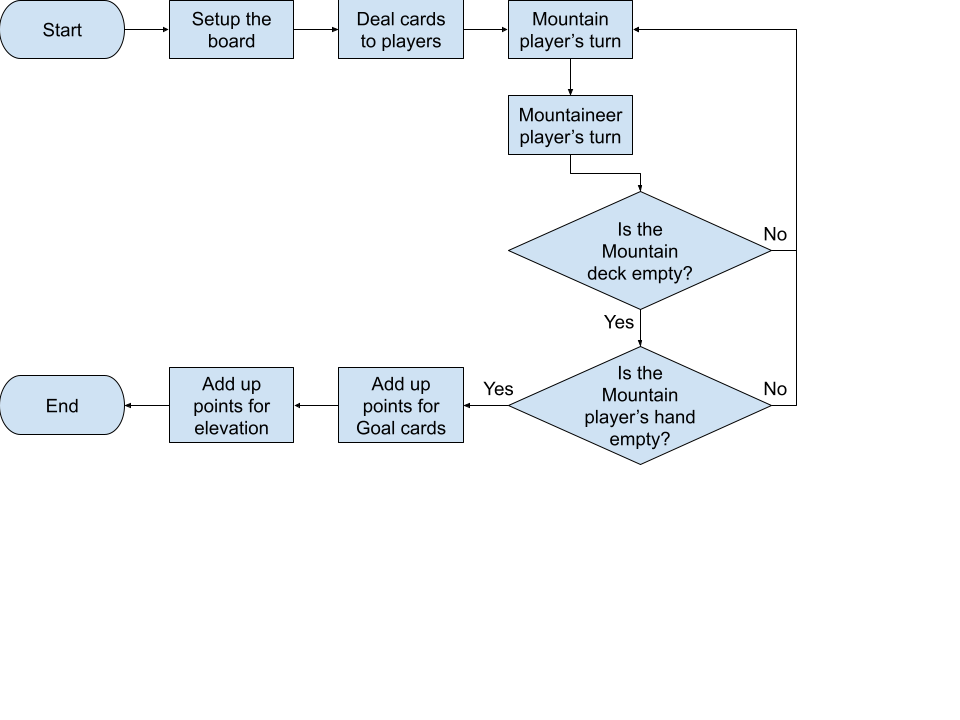 Start
Setup the
board
Deal cards
to players
Mountain
player’s turn
Mountaineer
player’s turn
Is the
Mountain
deck empty?
No
Yes
Is the
Mountain
player’s hand
empty?
No
Yes
Add up
points for
Goal cards
Add up
points for
elevation
End